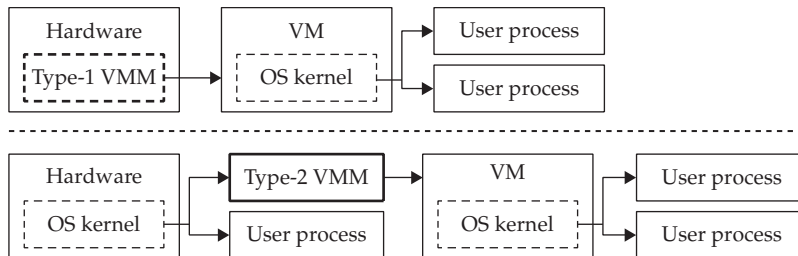 Hardware
VM
User process
Type-1 VMM
OS kernel
User process
Hardware
Type-2 VMM
VM
User process
OS kernel
User process
OS kernel
User process